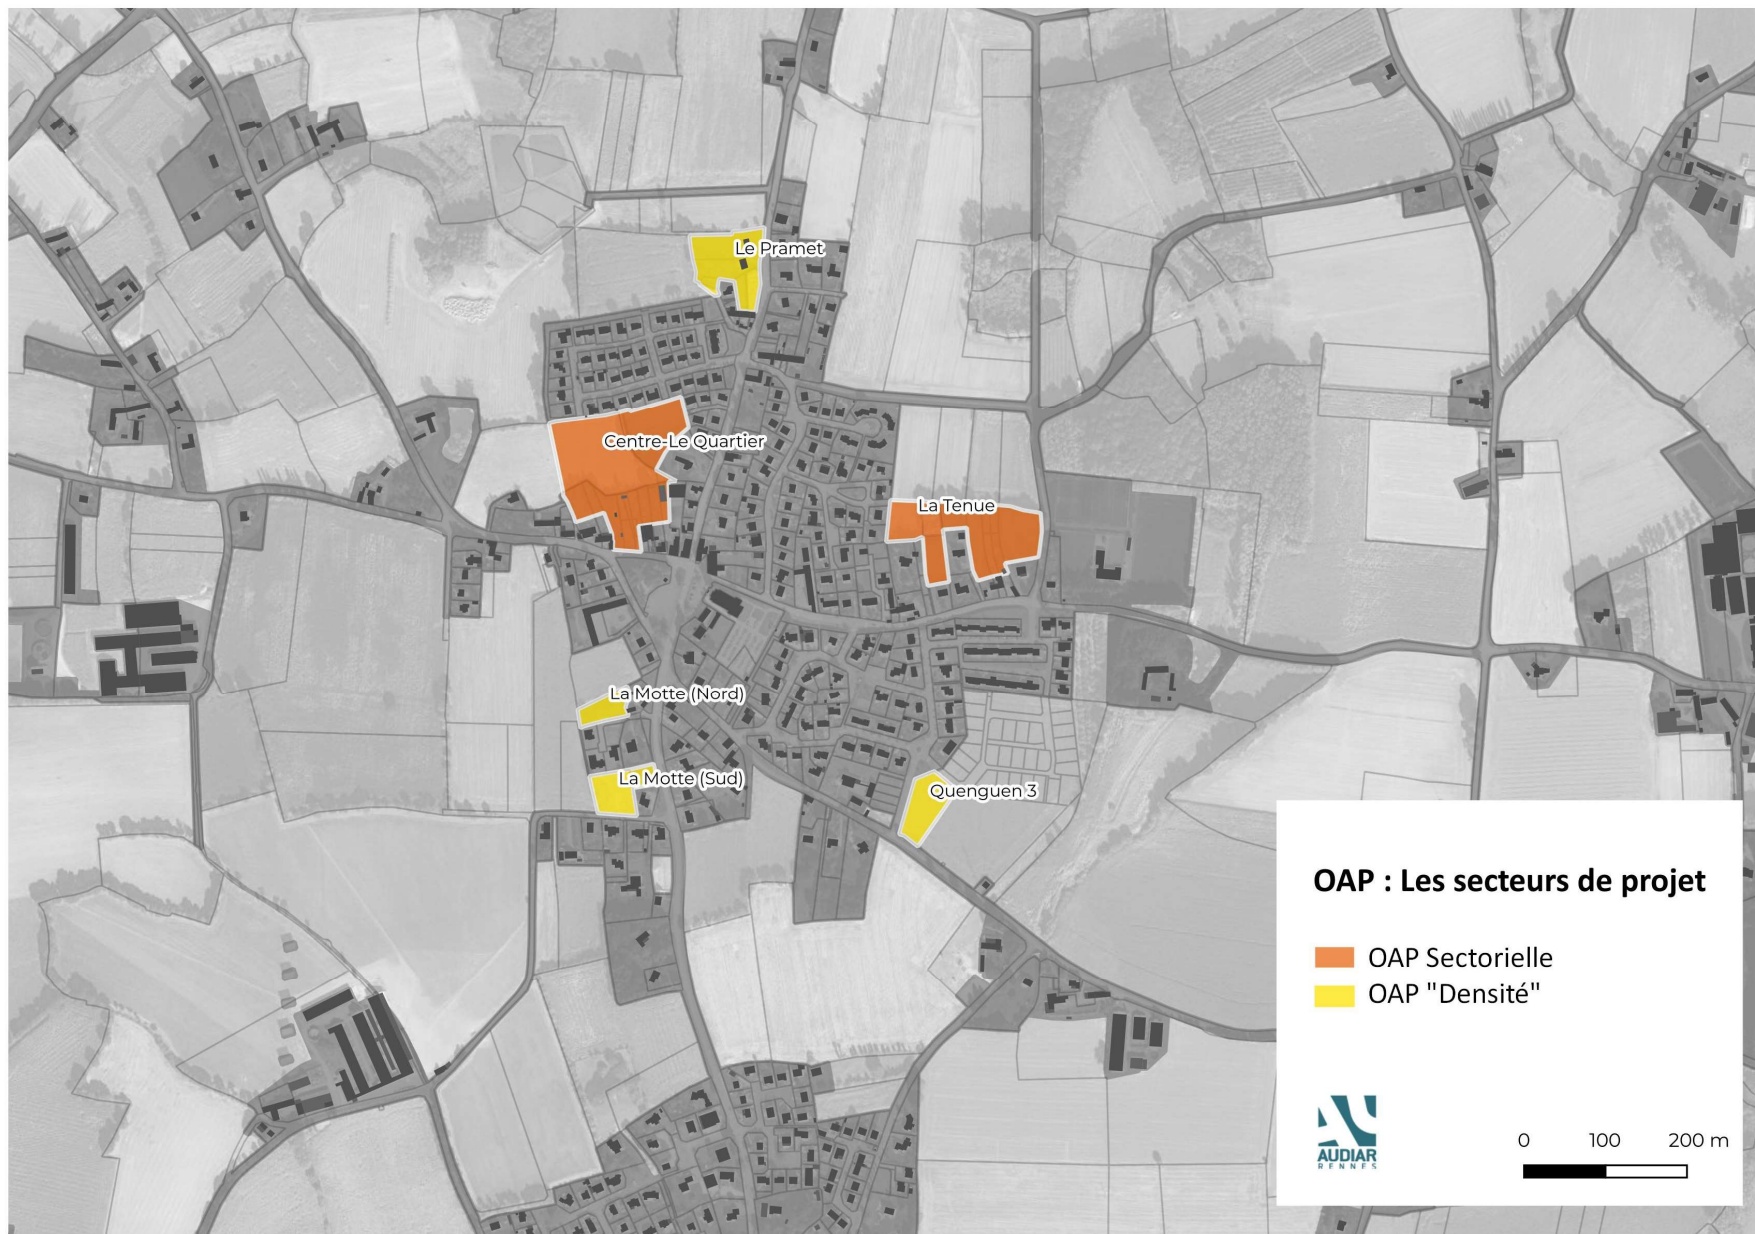 Le Pramet
Centre-Le Quartier
La Tenue
La Motte (Nord)
La Motte (Sud)
Quenguen 3
OAP : Les secteurs de projet
OAP Sectorielle
OAP "Densité"
AUDIAR
RENNES
0 100 200 m